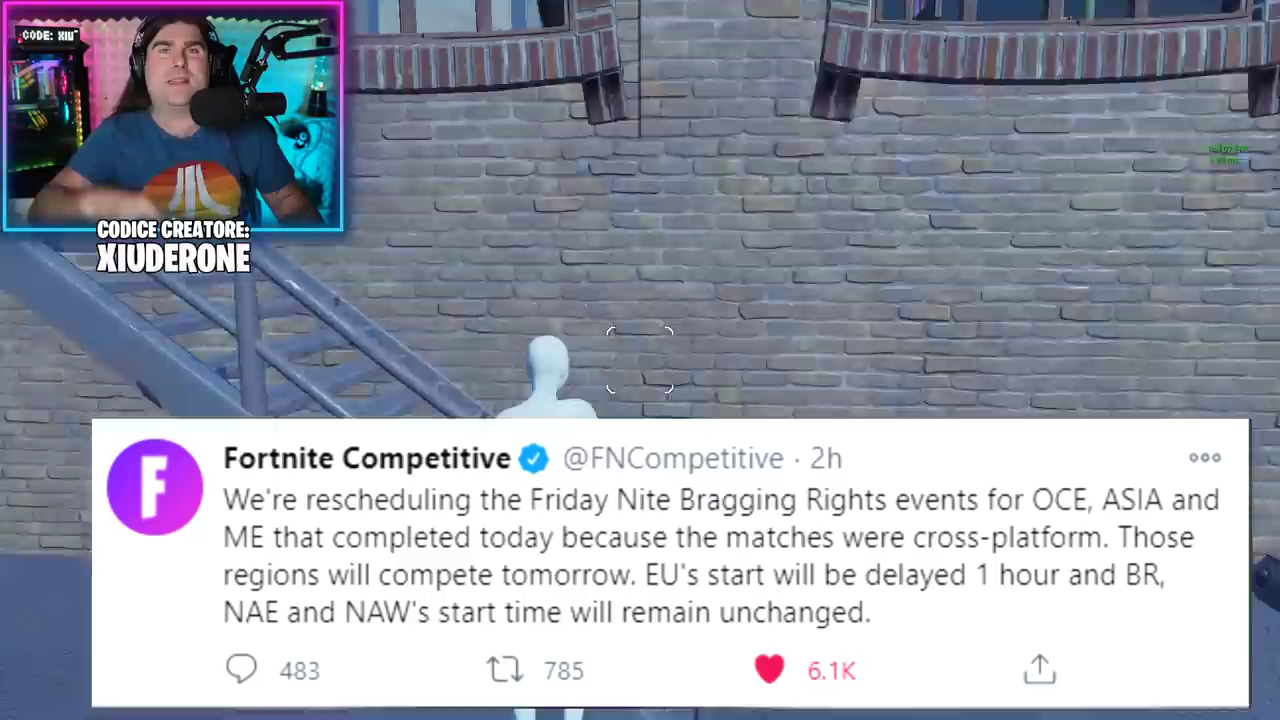 CODE: XIU
CODICE CREATORE:
XIUDERONE
Fortnite Competitive @FNCompetitive · 2h
We're rescheduling the Friday Nite Bragging Rights events for OCE, ASIA and
ME that completed today because the matches were cross-platform. Those
regions will compete tomorrow. EU's start will be delayed 1 hour and BR,
NAE and NAW's start time will remain unchanged.
483 785 6.1K